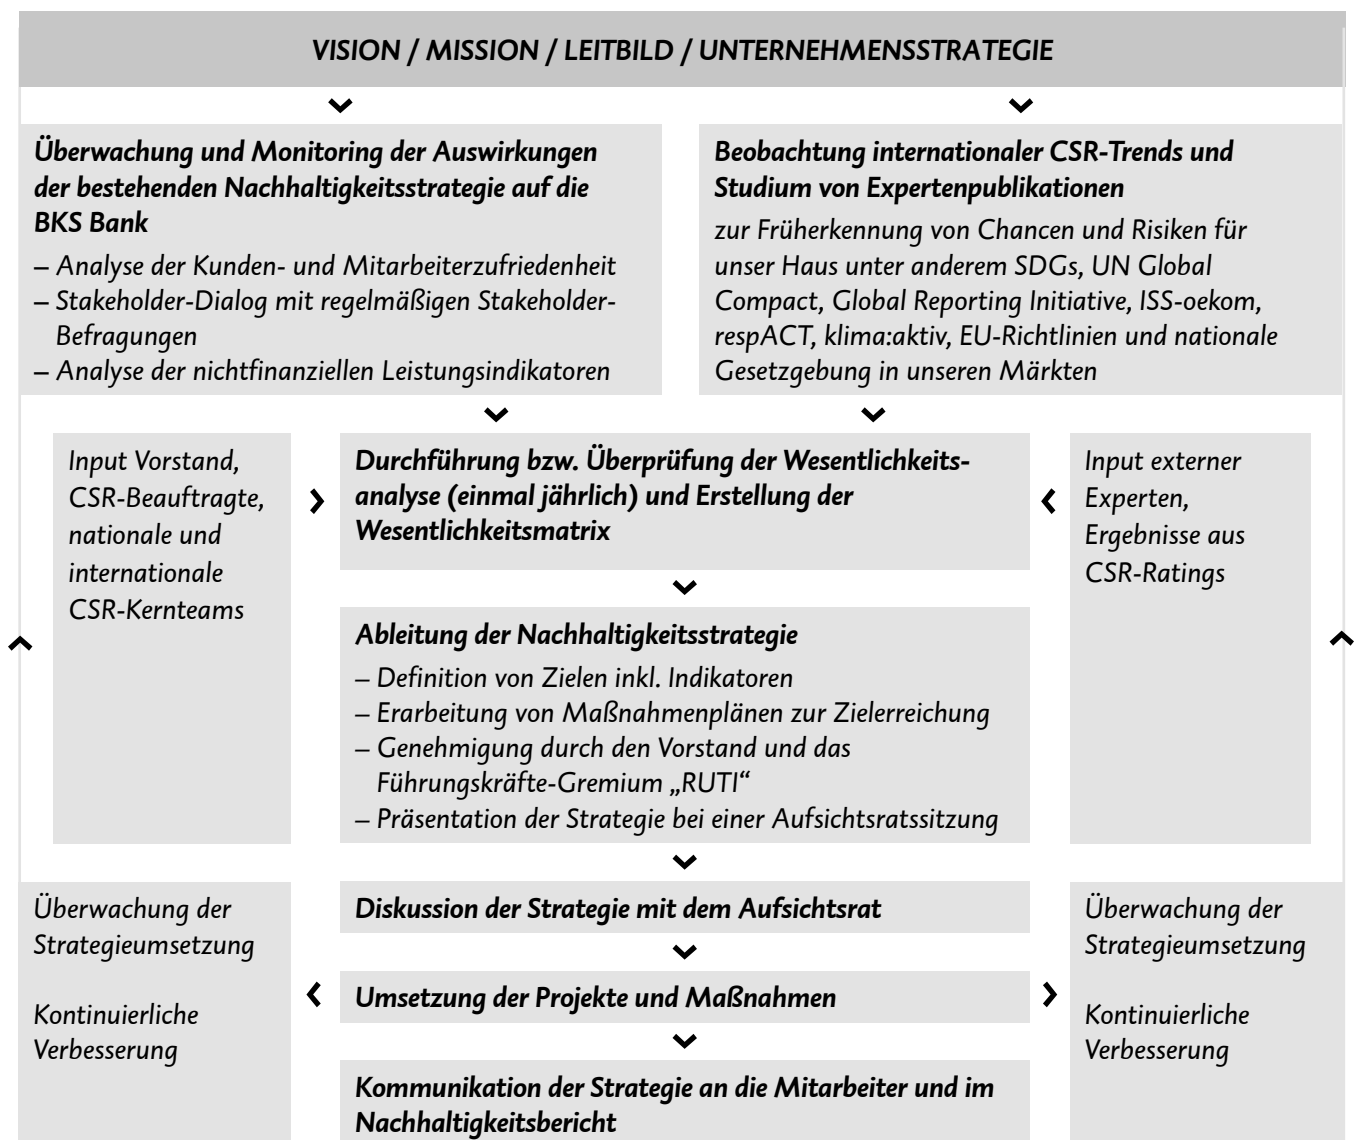 VISION / MISSION / LEITBILD / UNTERNEHMENSSTRATEGIE
Überwachung und Monitoring der Auswirkungen
der bestehenden Nachhaltigkeitsstrategie auf die
BKS Bank
– Analyse der Kunden- und Mitarbeiterzufriedenheit
– Stakeholder-Dialog mit regelmäßigen Stakeholder-
Befragungen
– Analyse der nichtfinanziellen Leistungsindikatoren
Beobachtung internationaler CSR-Trends und
Studium von Expertenpublikationen
zur Früherkennung von Chancen und Risiken für
unser Haus unter anderem SDGs, UN Global
Compact, Global Reporting Initiative, ISS-oekom,
respACT, klima:aktiv, EU-Richtlinien und nationale
Gesetzgebung in unseren Märkten
Input Vorstand,
CSR-Beauftragte,
nationale und
internationale
CSR-Kernteams
Durchführung bzw. Überprüfung der Wesentlichkeits-
analyse (einmal jährlich) und Erstellung der
Wesentlichkeitsmatrix
Input externer
Experten,
Ergebnisse aus
CSR-Ratings
Ableitung der Nachhaltigkeitsstrategie
– Definition von Zielen inkl. Indikatoren
– Erarbeitung von Maßnahmenplänen zur Zielerreichung
– Genehmigung durch den Vorstand und das
Führungskräfte-Gremium „RUTI“
– Präsentation der Strategie bei einer Aufsichtsratssitzung
Überwachung der
Strategieumsetzung
Kontinuierliche
Verbesserung
Diskussion der Strategie mit dem Aufsichtsrat
Umsetzung der Projekte und Maßnahmen
Kommunikation der Strategie an die Mitarbeiter und im
Nachhaltigkeitsbericht
Überwachung der
Strategieumsetzung
Kontinuierliche
Verbesserung